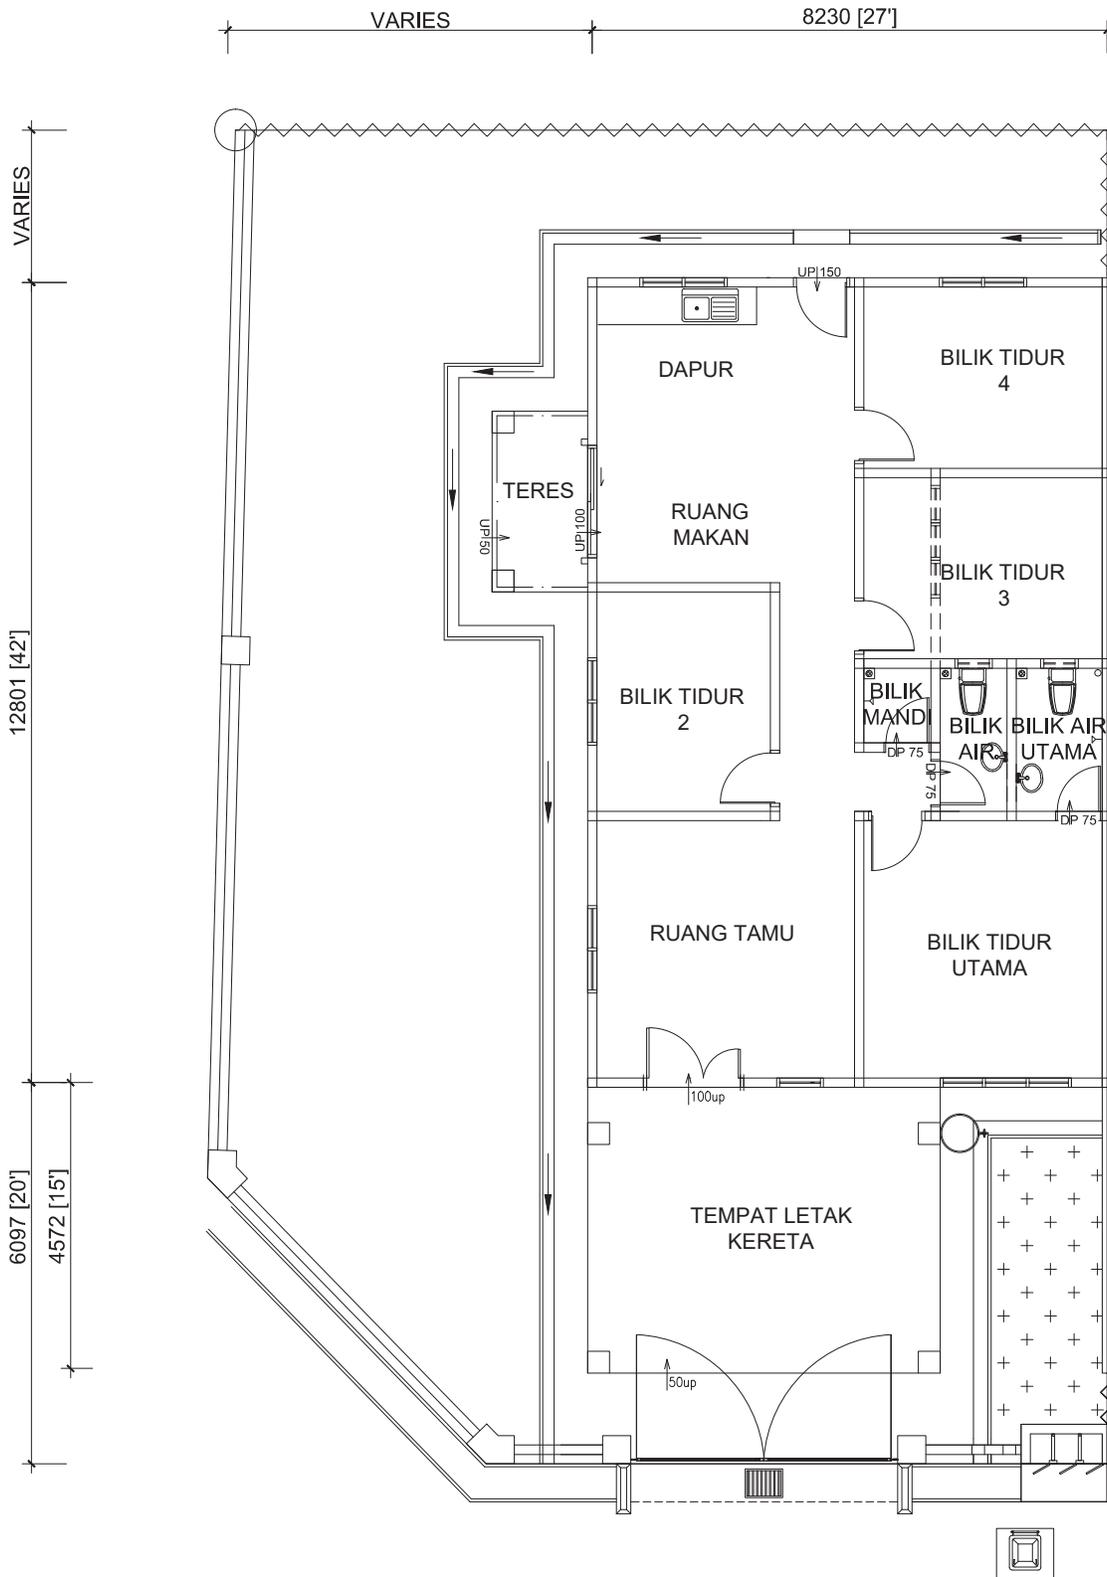 VARIES
8230 [27']
VARIES
12801 [42']
6097 [20']
4572 [15']
UP 150
DAPUR
BILIK TIDUR
4
TERES
UP 50
UP 100
RUANG
MAKAN
BILIK TIDUR
3
BILIK TIDUR
2
BILIK
MANDI
DP 75
BILIK
AIR
DP 75
BILIK AIR
UTAMA
DP 75
RUANG TAMU
BILIK TIDUR
UTAMA
100up
TEMPAT LETAK
KERETA
50up